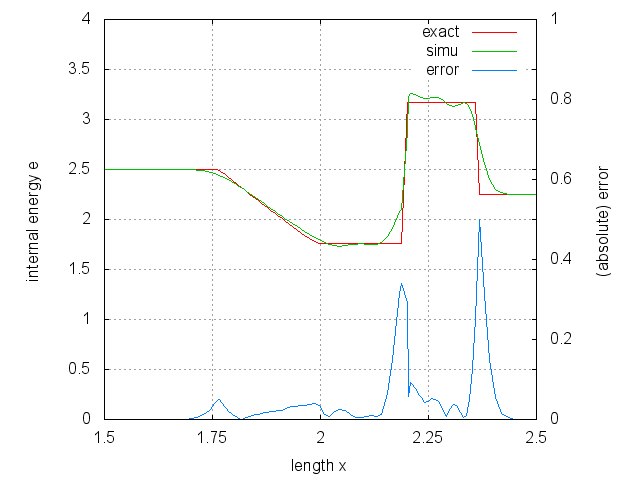 4
3.5
3
2.5
2
1.5
1
0.5
0
internal energy e
exact
simu
error
1
0.8
0.6
0.4
0.2
0
(absolute) error
1.5 1.75 2 2.25 2.5
length x